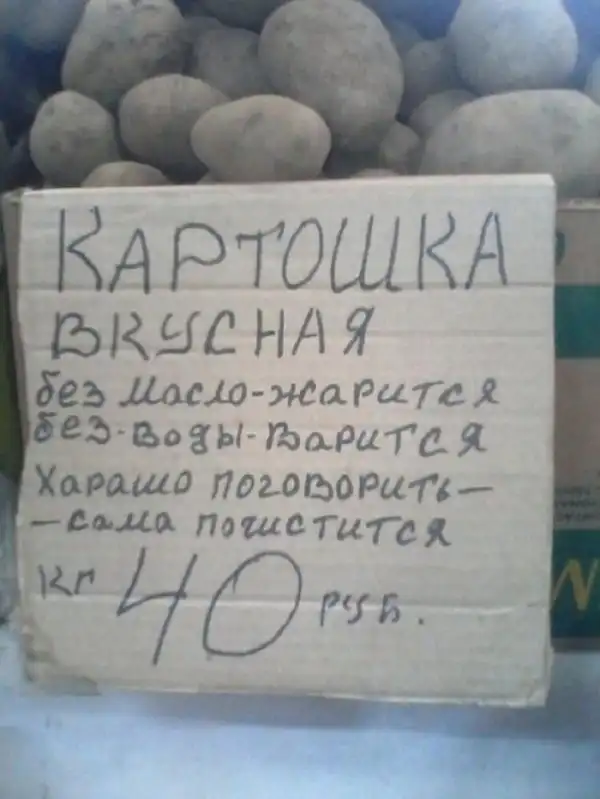 КАРТОШКА
ВКУСНАЯ
без масло-жарится
без-воды-варится
Харашо поговорить-
-сама почистится
кг 40 руб.